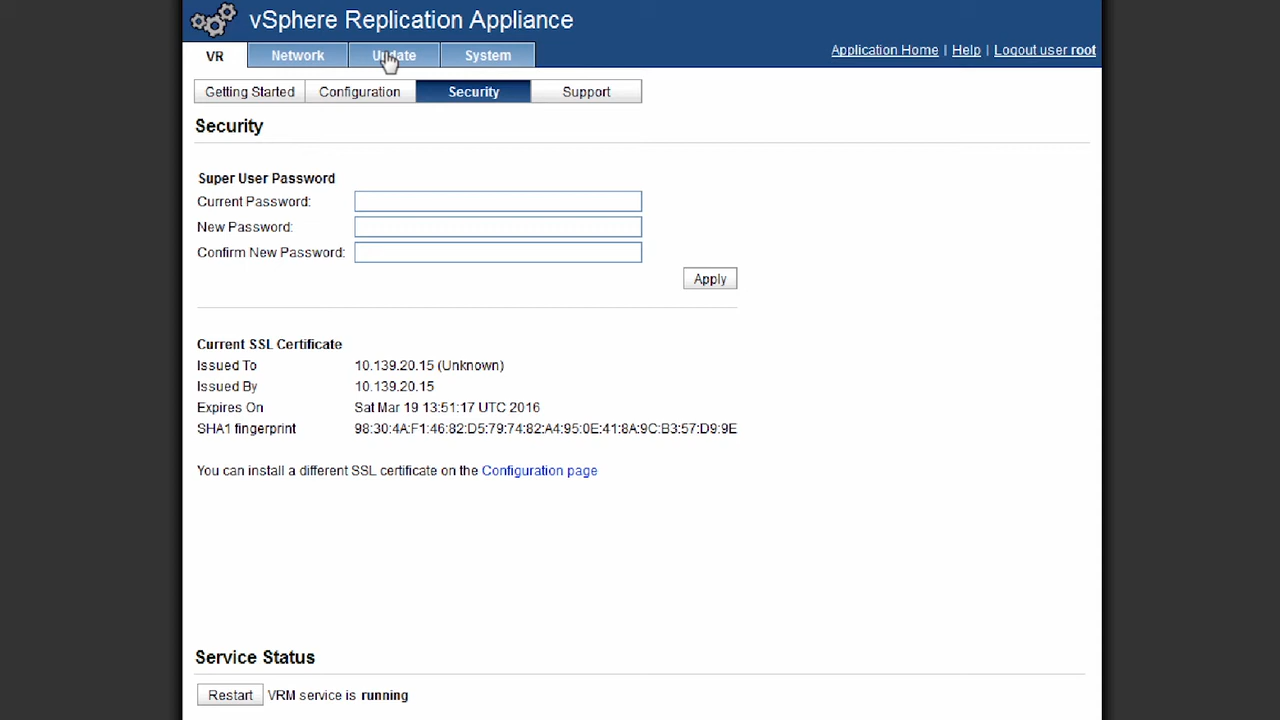 vSphere Replication Appliance
VR Network Update System Application Home | Help | Logout user root
Getting Started Configuration Security Support
Security
Super User Password
Current Password:
New Password:
Confirm New Password:
Apply
Current SSL Certificate
Issued To 10.139.20.15 (Unknown)
Issued By 10.139.20.15
Expires On Sat Mar 19 13:51:17 UTC 2016
SHA1 fingerprint 98:30:4A:F1:46:82:D5:79:74:82:A4:95:0E:41:8A:9C:B3:57:D9:9E
You can install a different SSL certificate on the Configuration page
Service Status
Restart VRM service is running